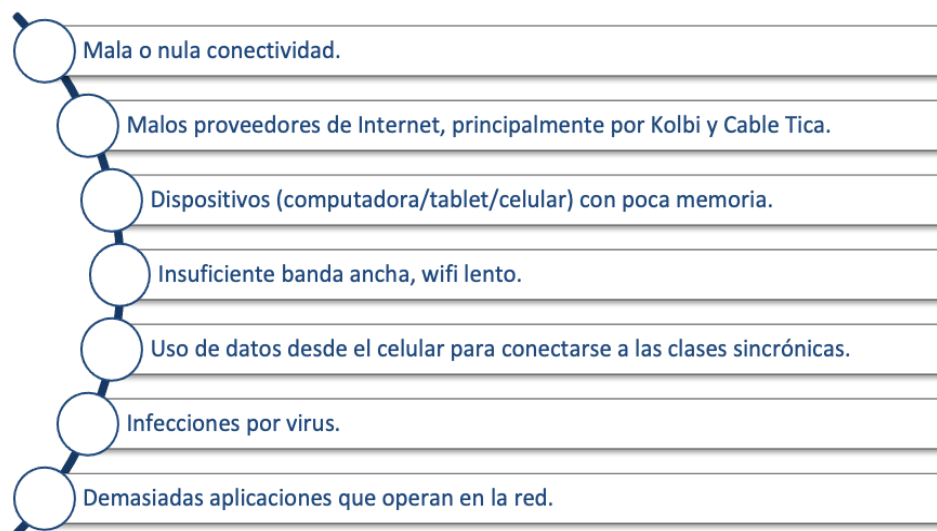 Mala o nula conectividad.
Malos proveedores de Internet, principalmente por Kolbi y Cable Tica.
Dispositivos (computadora/tablet/celular) con poca memoria.
Insuficiente banda ancha, wifi lento.
Uso de datos desde el celular para conectarse a las clases sincrónicas.
Infecciones por virus.
Demasiadas aplicaciones que operan en la red.